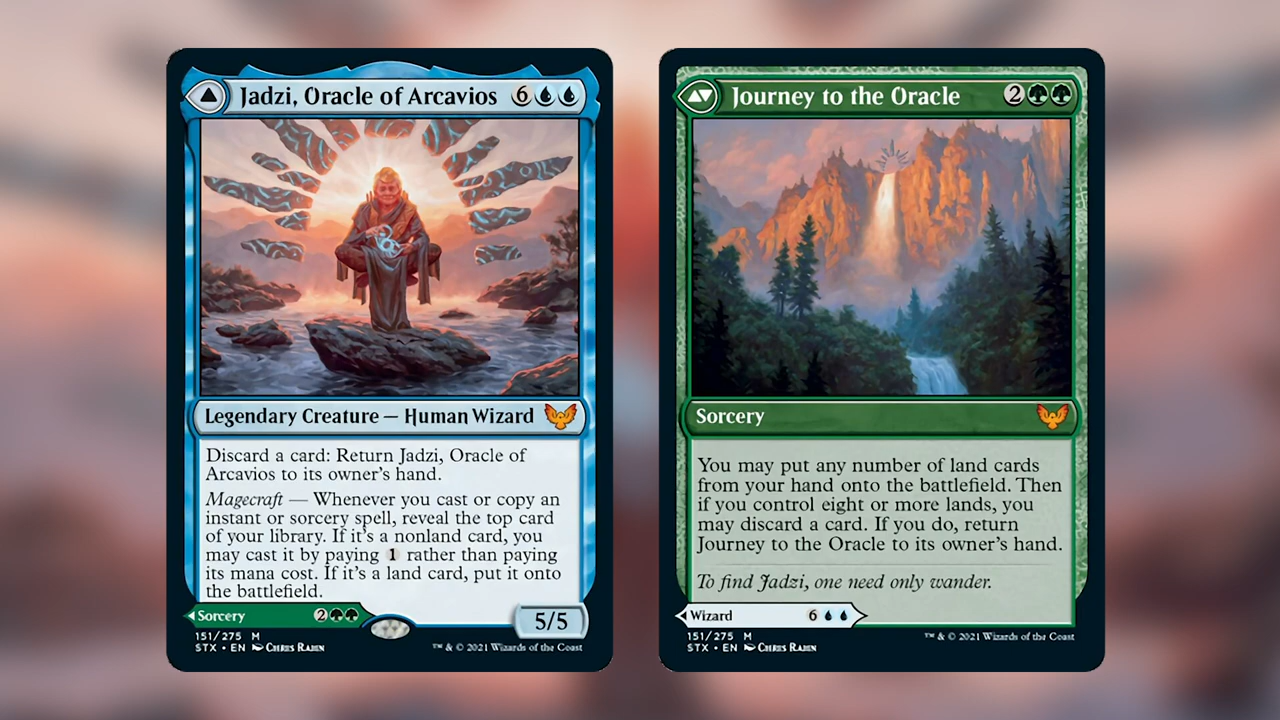 Jadzi, Oracle of Arcavios 6
Legendary Creature — Human Wizard
Discard a card: Return Jadzi, Oracle of
Arcavios to its owner's hand.
Magecraft — Whenever you cast or copy an
instant or sorcery spell, reveal the top card
of your library. If it's a nonland card, you
may cast it by paying 1 rather than paying
its mana cost. If it's a land card, put it onto
the battlefield.
Sorcery 2
5/5
151/275 M
STX • EN Chris Rahn
™ & © 2021 Wizards of the Coast
Journey to the Oracle 2
Sorcery
You may put any number of land cards
from your hand onto the battlefield. Then
if you control eight or more lands, you
may discard a card. If you do, return
Journey to the Oracle to its owner's hand.
To find Jadzi, one need only wander.
Wizard 6
151/275 M
STX • EN Chris Rahn
™ & © 2021 Wizards of the Coast